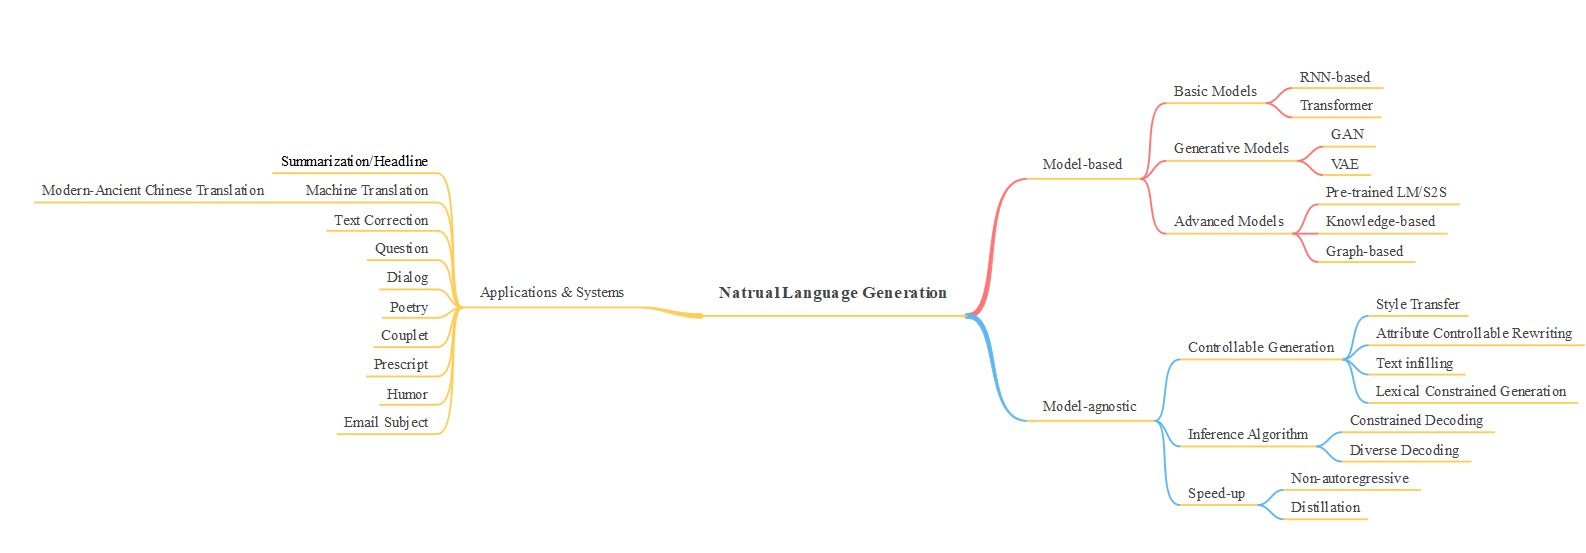 Natrual Language Generation
Applications & Systems
Summarization/Headline
Machine Translation
Modern-Ancient Chinese Translation
Text Correction
Question
Dialog
Poetry
Couplet
Prescript
Humor
Email Subject
Model-based
Basic Models
RNN-based
Transformer
Generative Models
GAN
VAE
Advanced Models
Pre-trained LM/S2S
Knowledge-based
Graph-based
Model-agnostic
Controllable Generation
Style Transfer
Attribute Controllable Rewriting
Text infilling
Lexical Constrained Generation
Inference Algorithm
Constrained Decoding
Diverse Decoding
Speed-up
Non-autoregressive
Distillation